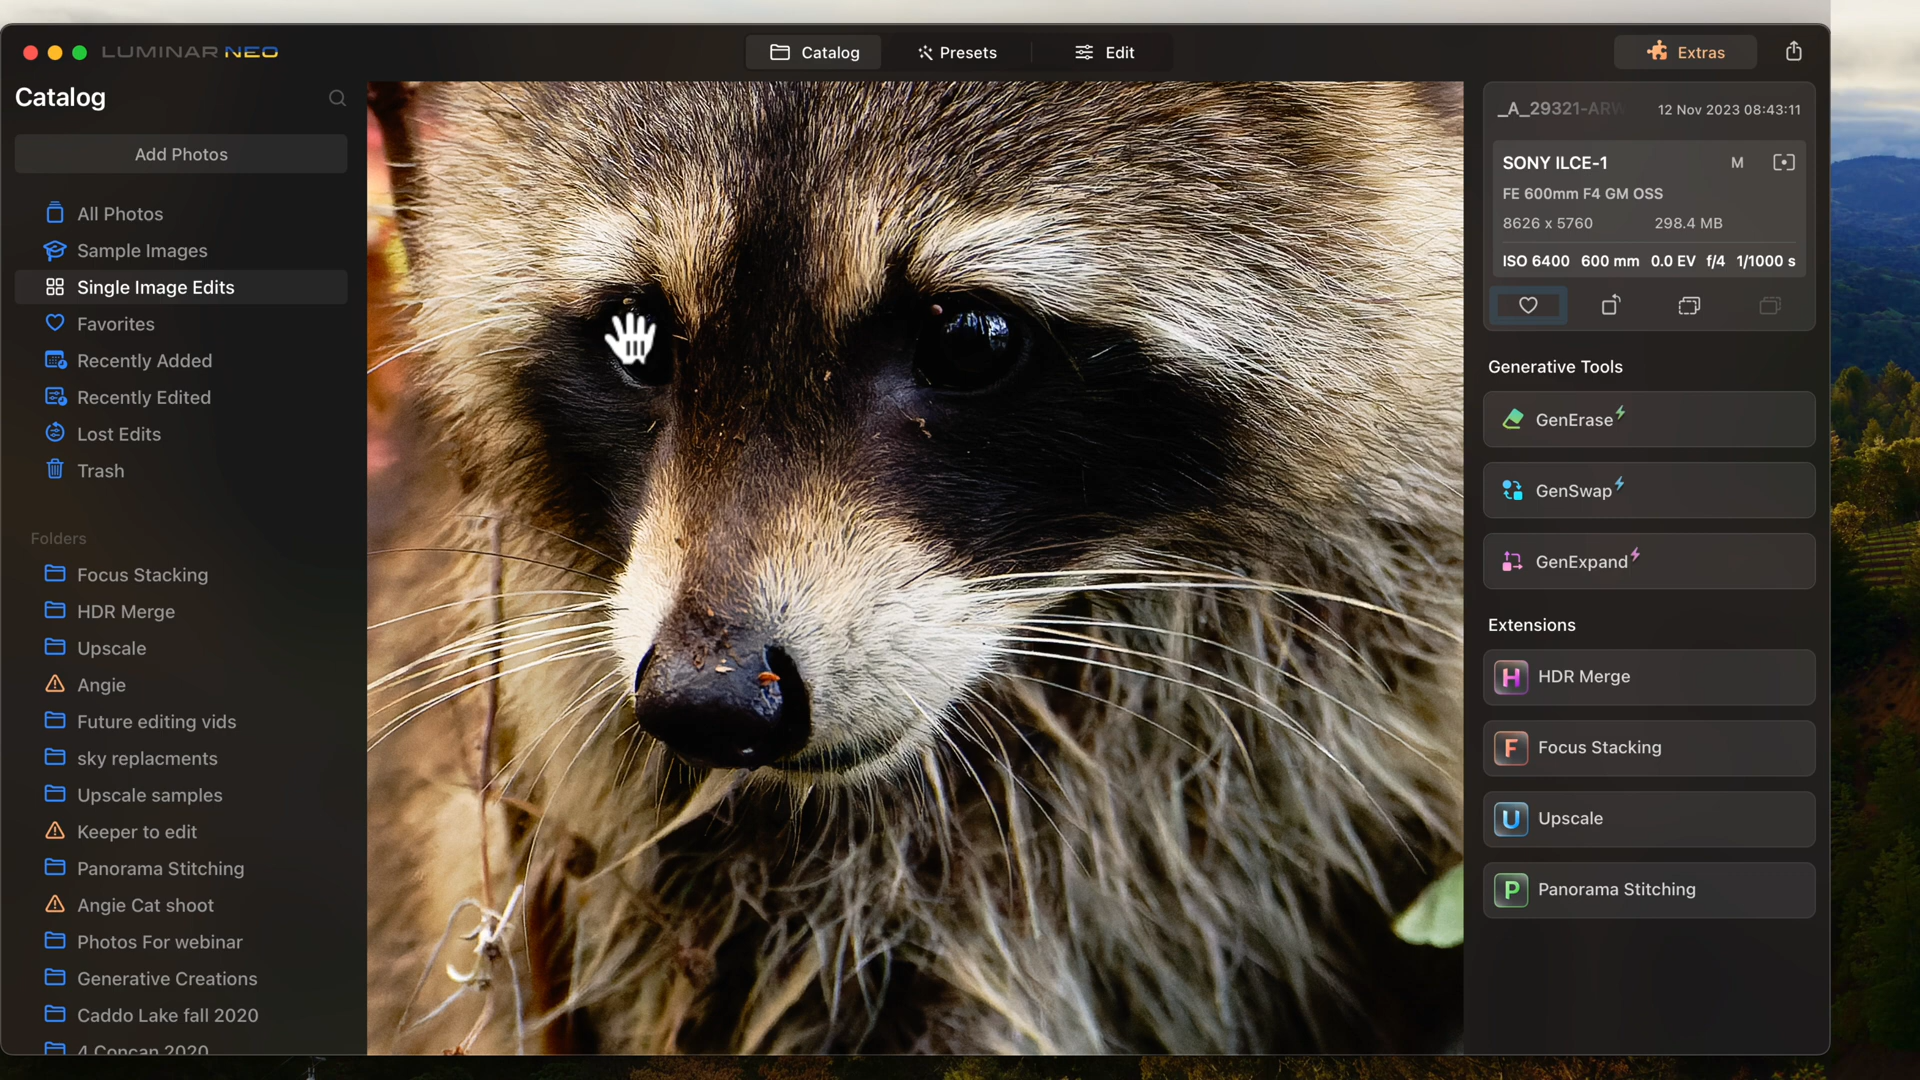 LUMINAR NEO
Catalog
Presets
Edit
Extras
Catalog
Add Photos
All Photos
Sample Images
Single Image Edits
Favorites
Recently Added
Recently Edited
Lost Edits
Trash
Folders
Focus Stacking
HDR Merge
Upscale
Angie
Future editing vids
sky replacments
Upscale samples
Keeper to edit
Panorama Stitching
Angie Cat shoot
Photos For webinar
Generative Creations
Caddo Lake fall 2020
4 Concan 2020
_A_29321-ARW 12 Nov 2023 08:43:11
SONY ILCE-1 M
FE 600mm F4 GM OSS
8626 x 5760 298.4 MB
ISO 6400 600 mm 0.0 EV f/4 1/1000 s
Generative Tools
GenErase
GenSwap
GenExpand
Extensions
H HDR Merge
F Focus Stacking
U Upscale
P Panorama Stitching